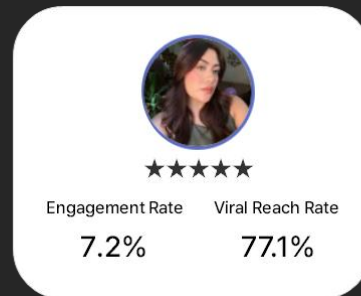 ★★★★★
Engagement Rate Viral Reach Rate
7.2% 77.1%